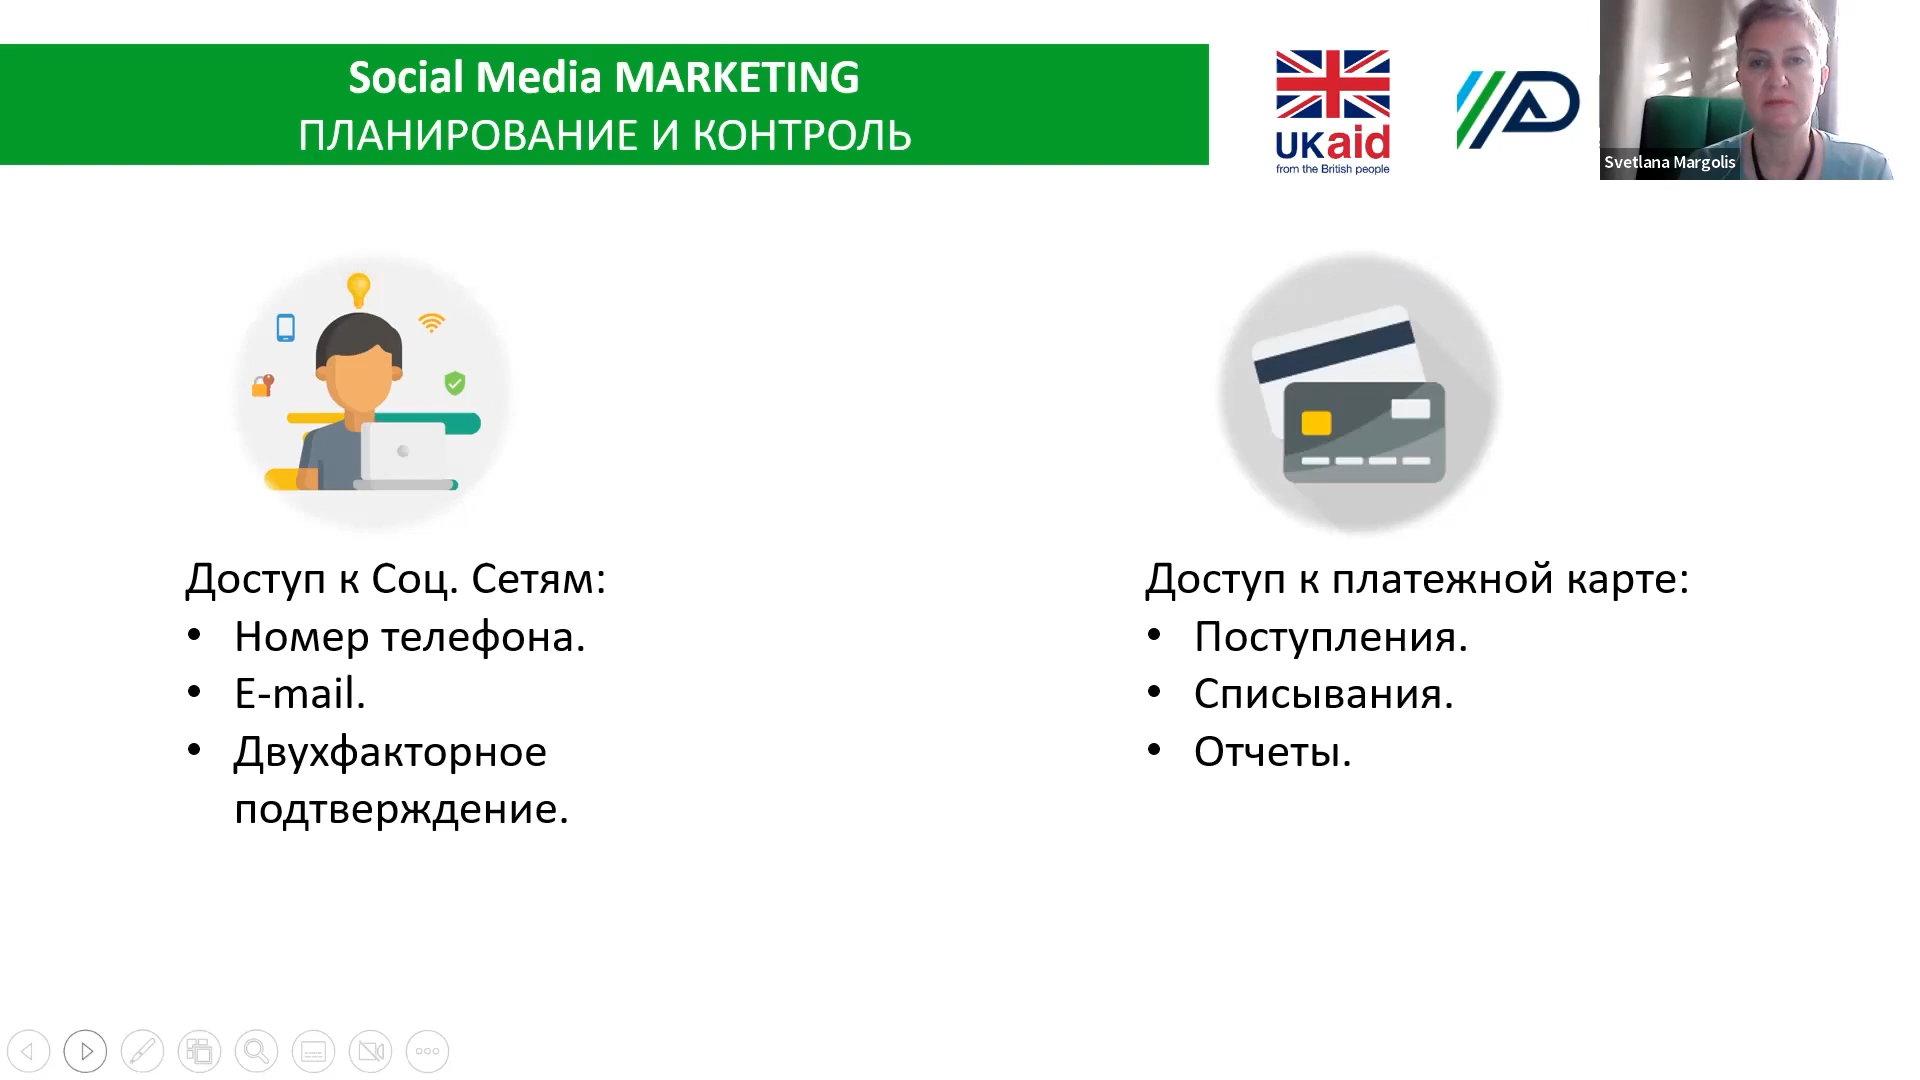 Social Media MARKETING
ПЛАНИРОВАНИЕ И КОНТРОЛЬ
UKaid
from the British people
Svetlana Margolis
Доступ к Соц. Сетям:
• Номер телефона.
• E-mail.
• Двухфакторное
подтверждение.
Доступ к платежной карте:
• Поступления.
• Списывания.
• Отчеты.